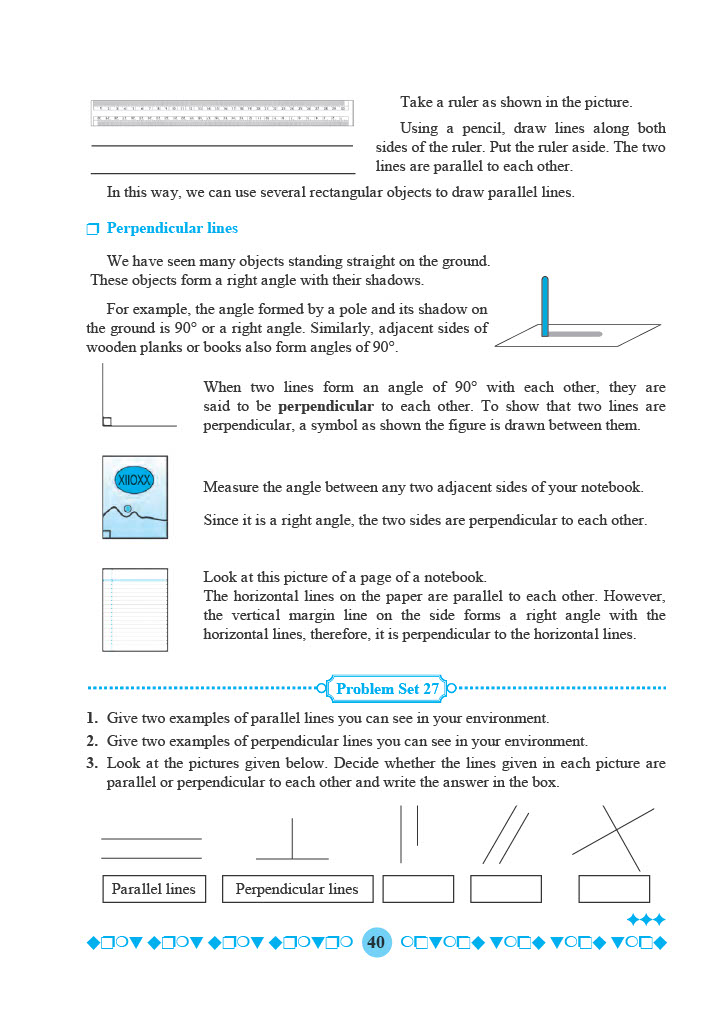 Take a ruler as shown in the picture.
Using a pencil, draw lines along both
sides of the ruler. Put the ruler aside. The two
lines are parallel to each other.
In this way, we can use several rectangular objects to draw parallel lines.
❒ Perpendicular lines
We have seen many objects standing straight on the ground.
These objects form a right angle with their shadows.
For example, the angle formed by a pole and its shadow on
the ground is 90° or a right angle. Similarly, adjacent sides of
wooden planks or books also form angles of 90°.
When two lines form an angle of 90° with each other, they are
said to be perpendicular to each other. To show that two lines are
perpendicular, a symbol as shown the figure is drawn between them.
XIIOXX
Measure the angle between any two adjacent sides of your notebook.
Since it is a right angle, the two sides are perpendicular to each other.
Look at this picture of a page of a notebook.
The horizontal lines on the paper are parallel to each other. However,
the vertical margin line on the side forms a right angle with the
horizontal lines, therefore, it is perpendicular to the horizontal lines.
Problem Set 27
1. Give two examples of parallel lines you can see in your environment.
2. Give two examples of perpendicular lines you can see in your environment.
3. Look at the pictures given below. Decide whether the lines given in each picture are
parallel or perpendicular to each other and write the answer in the box.
Parallel lines
Perpendicular lines
40